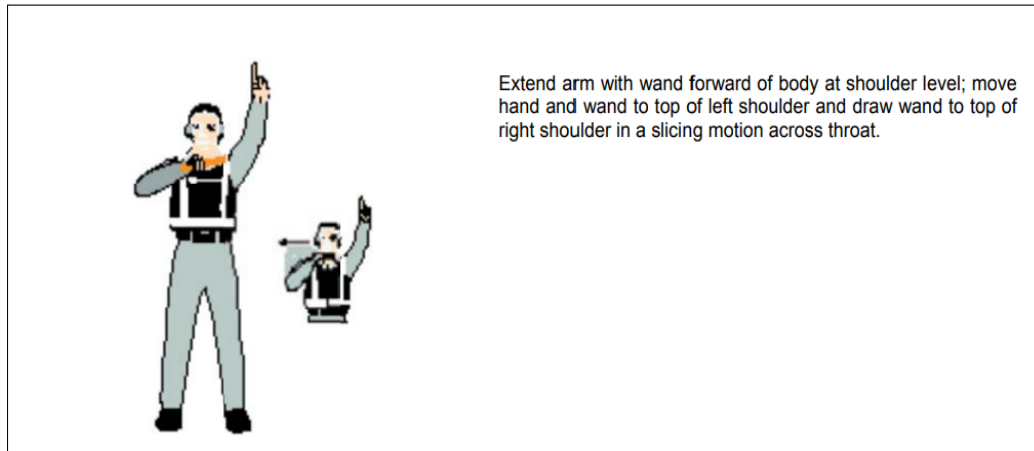 Extend arm with wand forward of body at shoulder level; move
hand and wand to top of left shoulder and draw wand to top of
right shoulder in a slicing motion across throat.